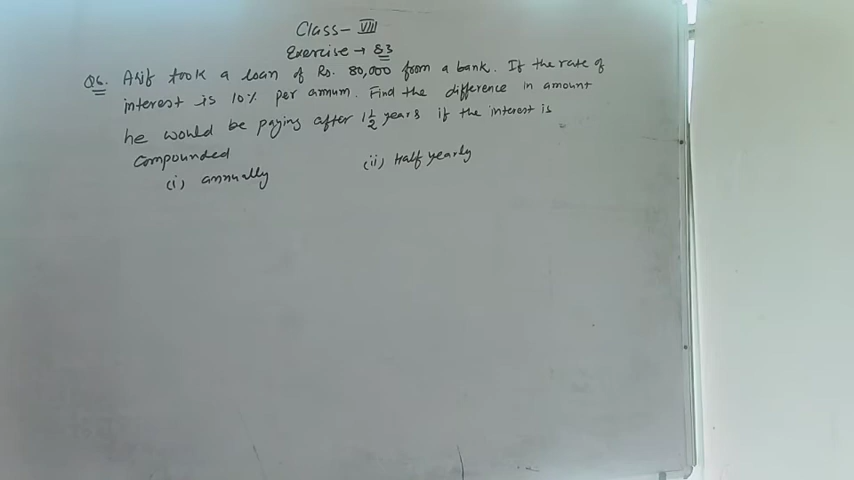 Class - VIII
Exercise → 8.3
Q6. Arif took a loan of Rs. 80,000 from a bank. If the rate of
interest is 10% per annum. Find the difference in amount
he would be paying after 1 1/2 years if the interest is
compounded
(i) annually (ii) Half yearly